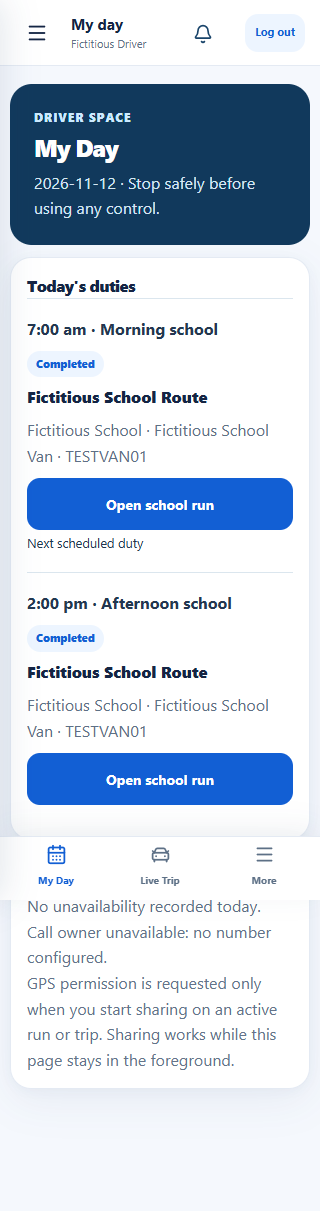 My day
Fictitious Driver
Log out
DRIVER SPACE
My Day
2026-11-12 · Stop safely before
using any control.
Today's duties
7:00 am · Morning school
Completed
Fictitious School Route
Fictitious School · Fictitious School
Van · TESTVAN01
Open school run
Next scheduled duty
2:00 pm · Afternoon school
Completed
Fictitious School Route
Fictitious School · Fictitious School
Van · TESTVAN01
Open school run
My Day
Live Trip
More
No unavailability recorded today.
Call owner unavailable: no number
configured.
GPS permission is requested only
when you start sharing on an active
run or trip. Sharing works while this
page stays in the foreground.